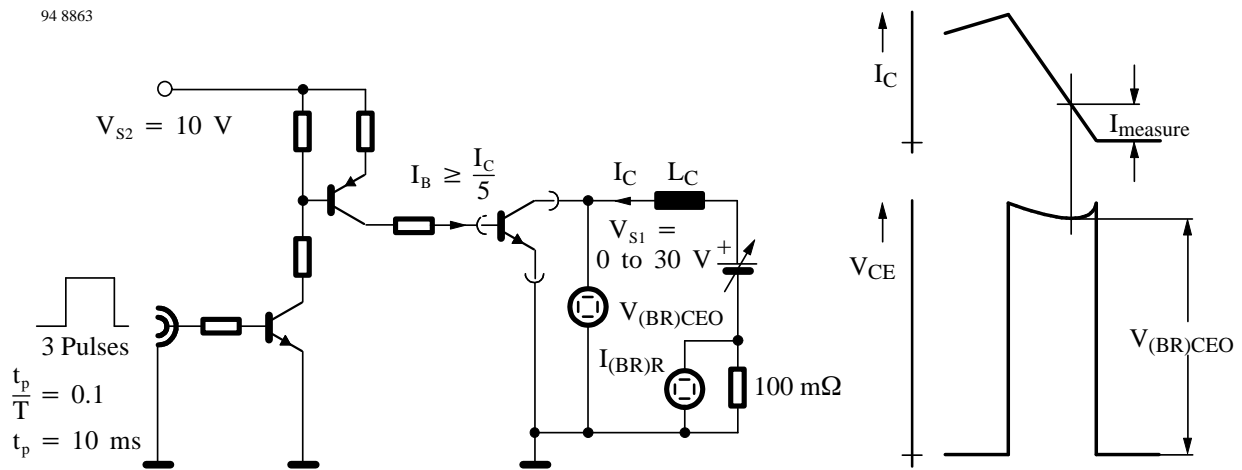 94 8863
V_S2 = 10 V
I_B ≥ I_C/5
I_C
L_C
V_S1 =
0 to 30 V
+
V_(BR)CEO
I_(BR)R
100 mΩ
3 Pulses
t_p/T = 0.1
t_p = 10 ms
I_C
I_measure
V_CE
V_(BR)CEO